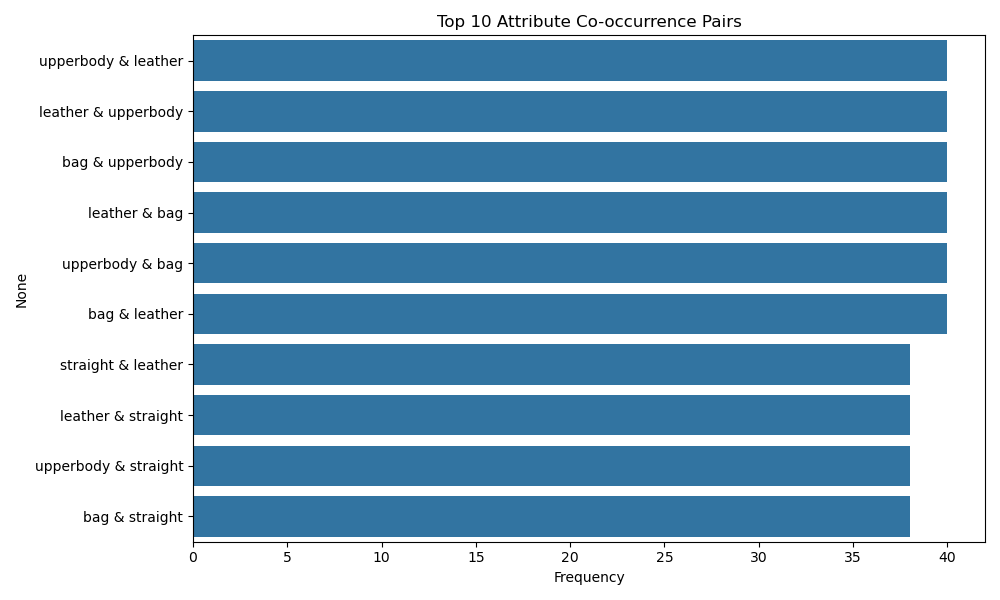 Top 10 Attribute Co-occurrence Pairs
upperbody & leather
leather & upperbody
bag & upperbody
leather & bag
upperbody & bag
bag & leather
straight & leather
leather & straight
upperbody & straight
bag & straight
None
0 5 10 15 20 25 30 35 40
Frequency